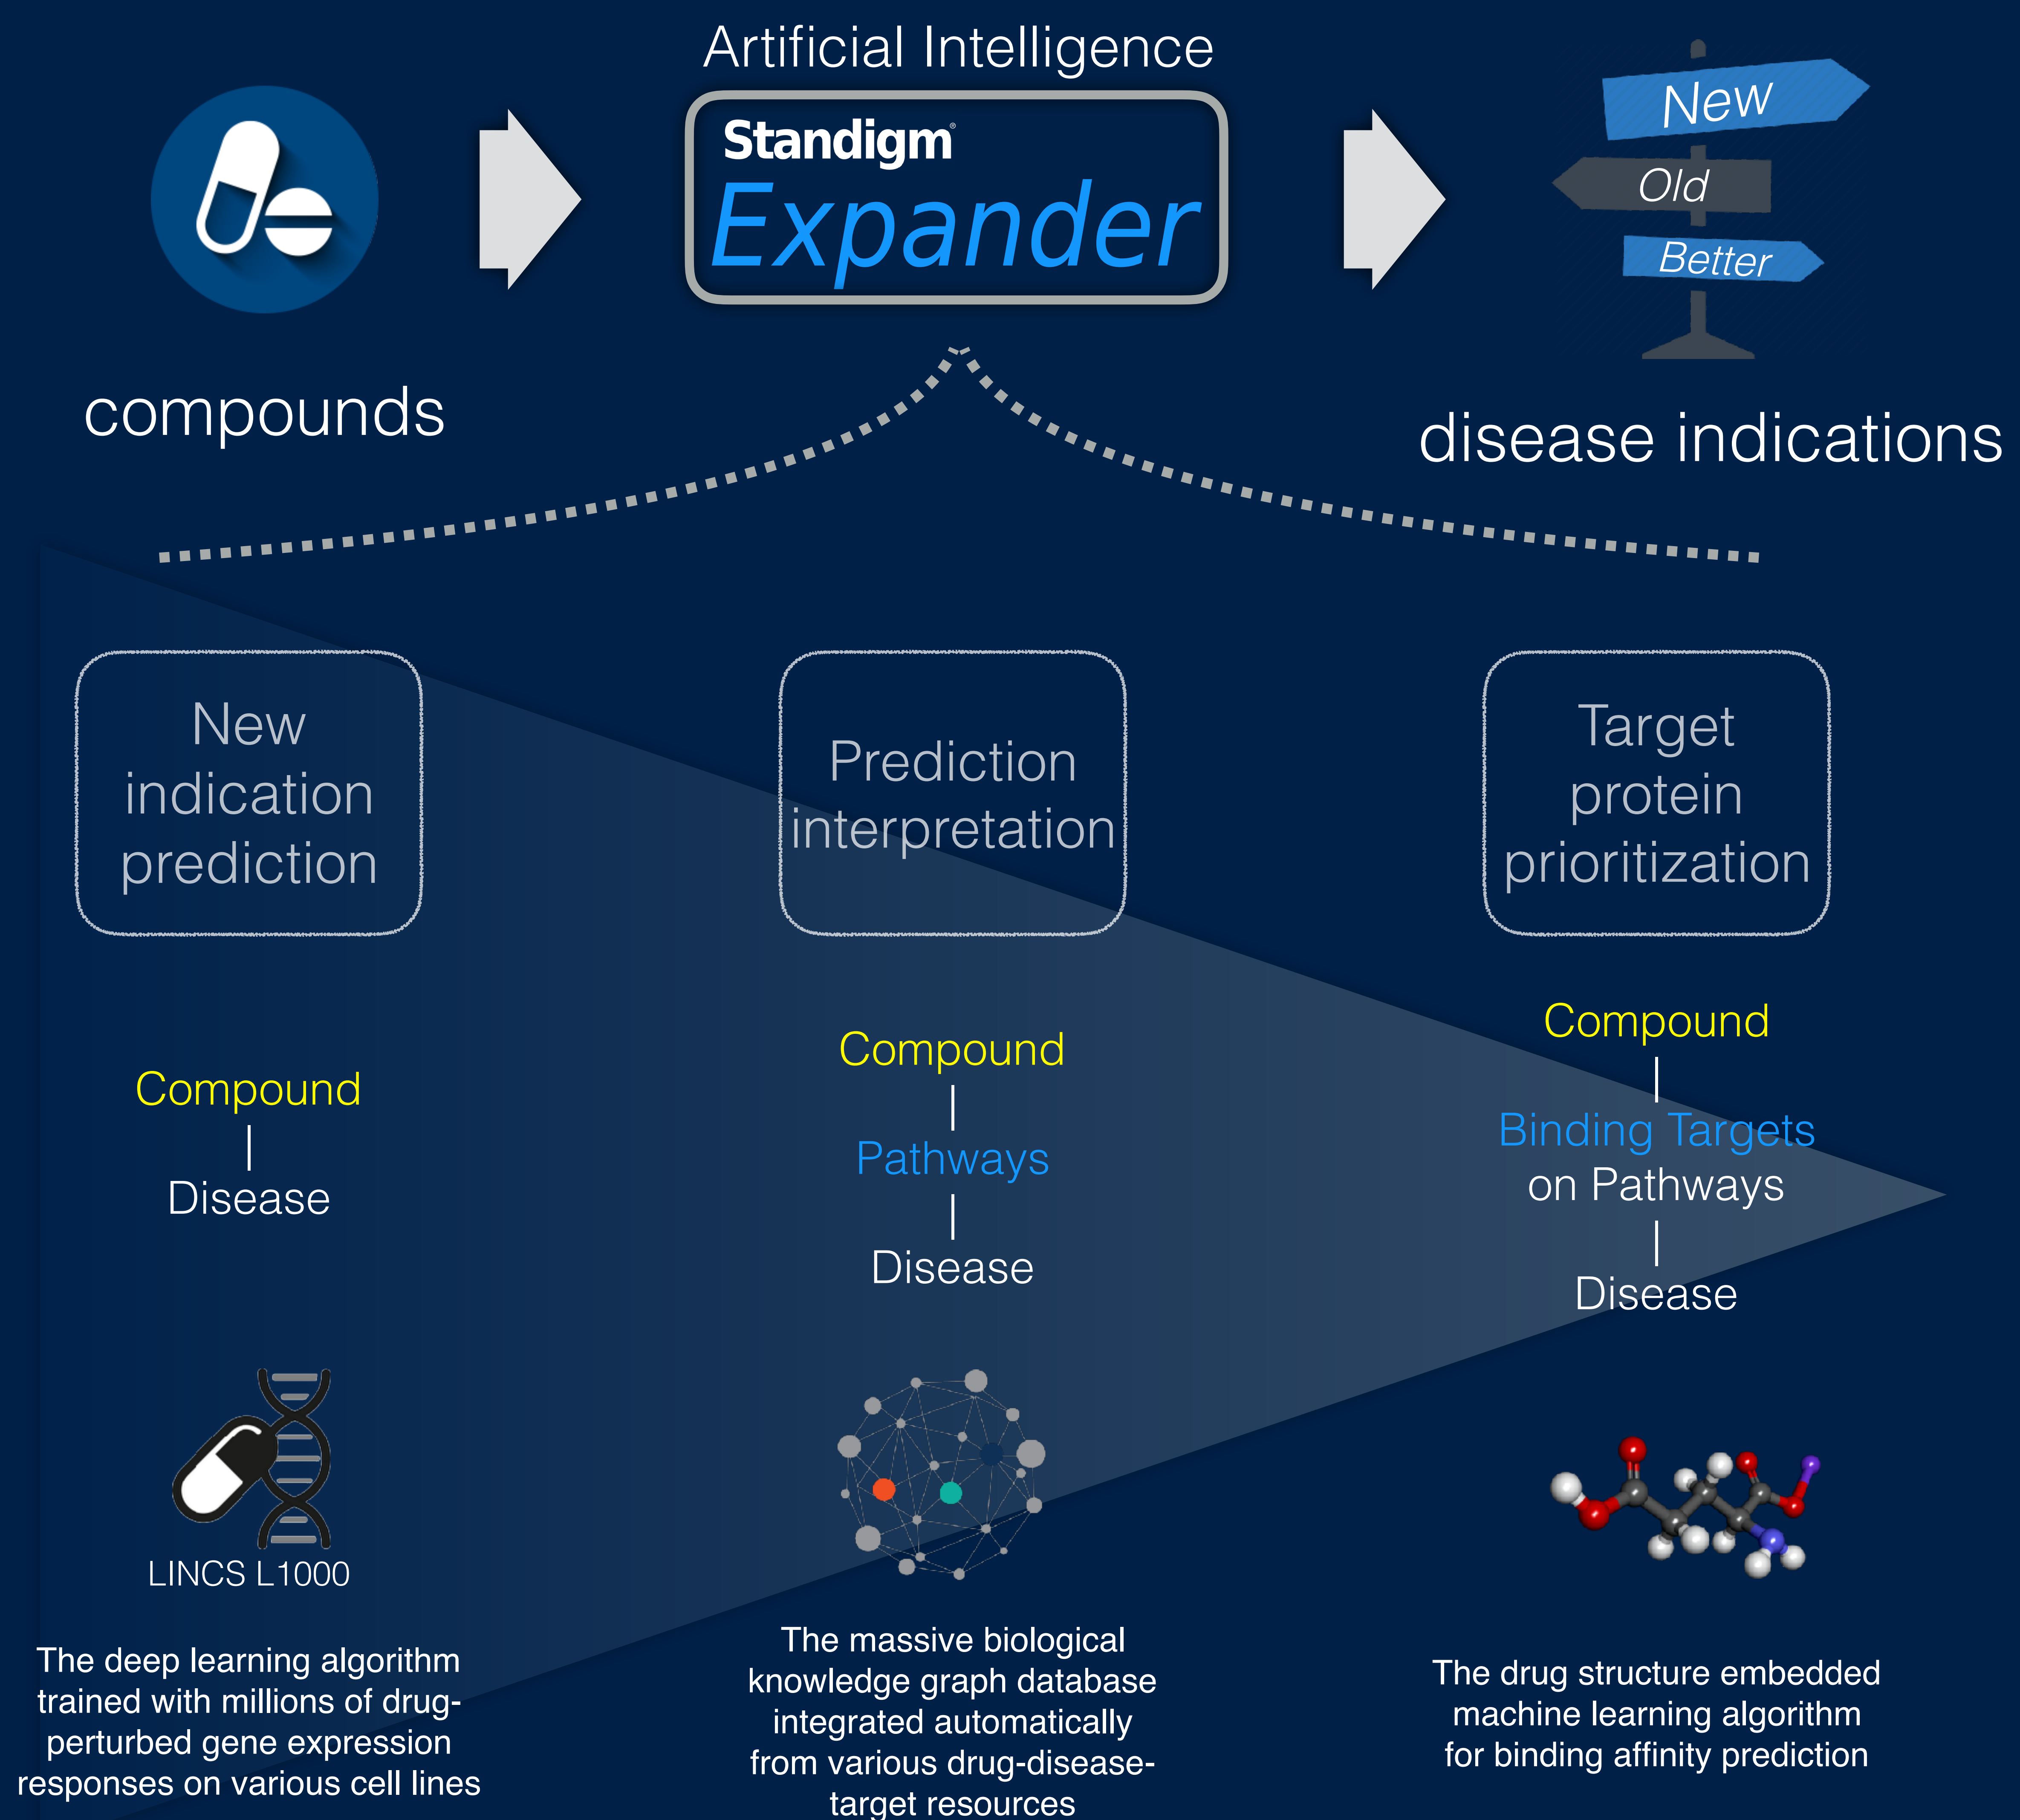 Artificial Intelligence
Standigm®
Expander
New
Old
Better
compounds
disease indications
New
indication
prediction
Prediction
interpretation
Target
protein
prioritization
Compound
Disease
Compound
Pathways
Disease
Compound
Binding Targets
on Pathways
Disease
LINCS L1000
The deep learning algorithm
trained with millions of drug-
perturbed gene expression
responses on various cell lines
The massive biological
knowledge graph database
integrated automatically
from various drug-disease-
target resources
The drug structure embedded
machine learning algorithm
for binding affinity prediction